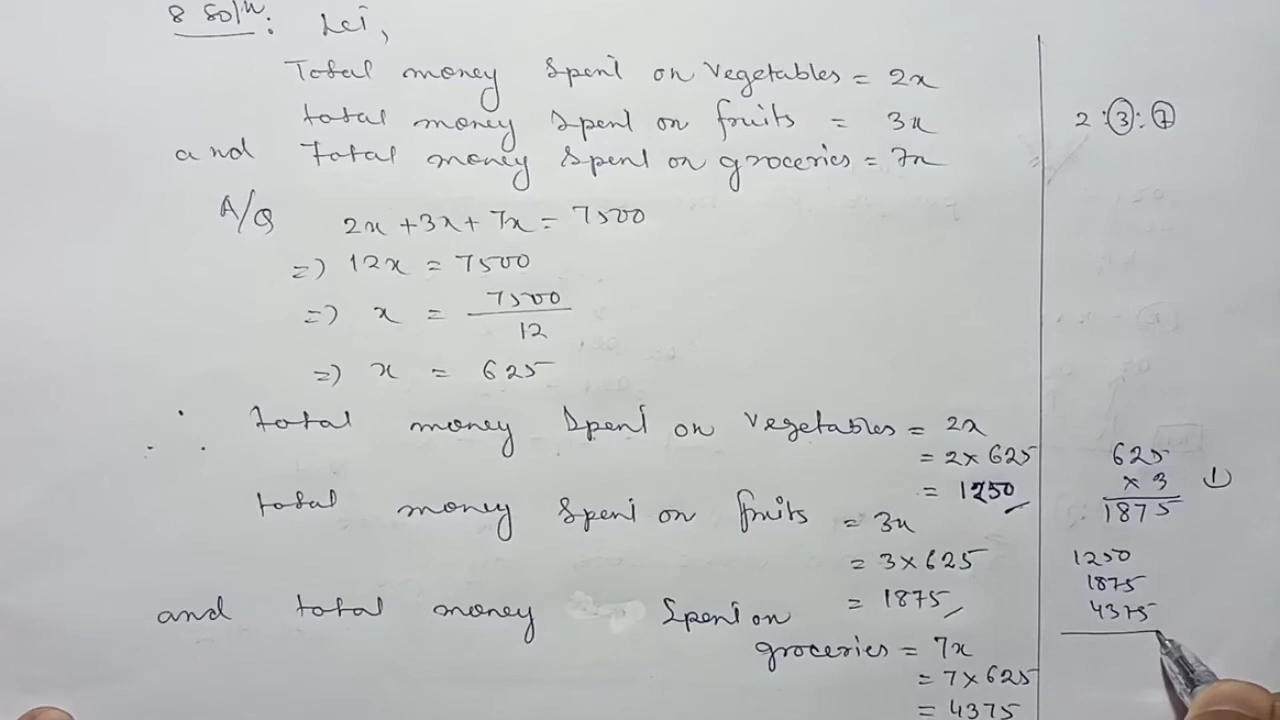 8 Solⁿ: Let,
Total money Spent on Vegetables = 2x
total money Spent on fruits = 3x
and Total money Spent on groceries = 7x
A/Q 2x + 3x + 7x = 7500
=) 12x = 7500
=) x = 7500
12
=) x = 625
∴ total money Spent on Vegetables = 2x
= 2 × 625
= 1250
total money Spent on fruits = 3x
= 3 × 625
= 1875
and total money Spent on
groceries = 7x
= 7 × 625
= 4375
2 : 3 : 7
625
× 3
1875
1250
1875
4375